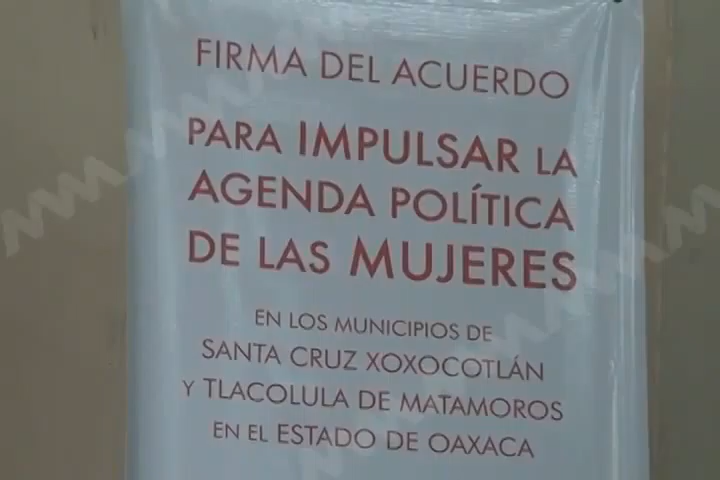 FIRMA DEL ACUERDO
PARA IMPULSAR LA
AGENDA POLÍTICA
DE LAS MUJERES
EN LOS MUNICIPIOS DE
SANTA CRUZ XOXOCOTLÁN
Y TLACOLULA DE MATAMOROS
EN EL ESTADO DE OAXACA